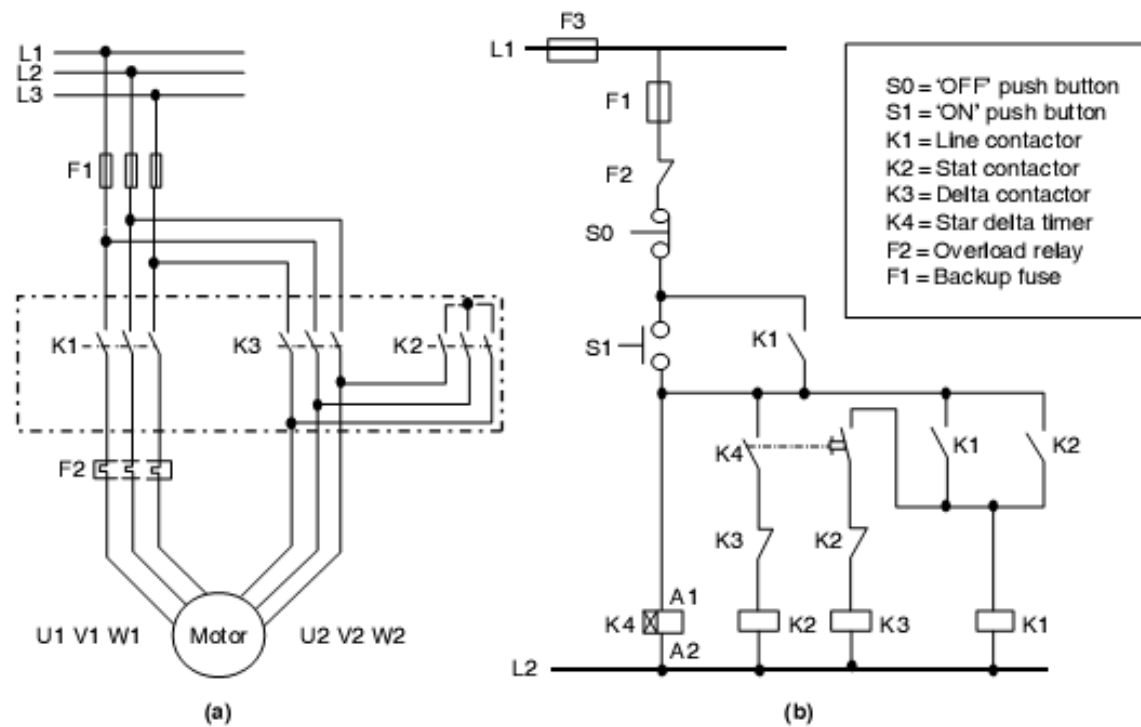 L1
L2
L3
F1
K1
K3
K2
F2
U1 V1 W1
Motor
U2 V2 W2
(a)
F3
L1
F1
F2
S0
S1
K1
K4
K1
K2
K3
K2
A1
K4
K2
K3
K1
A2
L2
(b)
S0 = 'OFF' push button
S1 = 'ON' push button
K1 = Line contactor
K2 = Stat contactor
K3 = Delta contactor
K4 = Star delta timer
F2 = Overload relay
F1 = Backup fuse